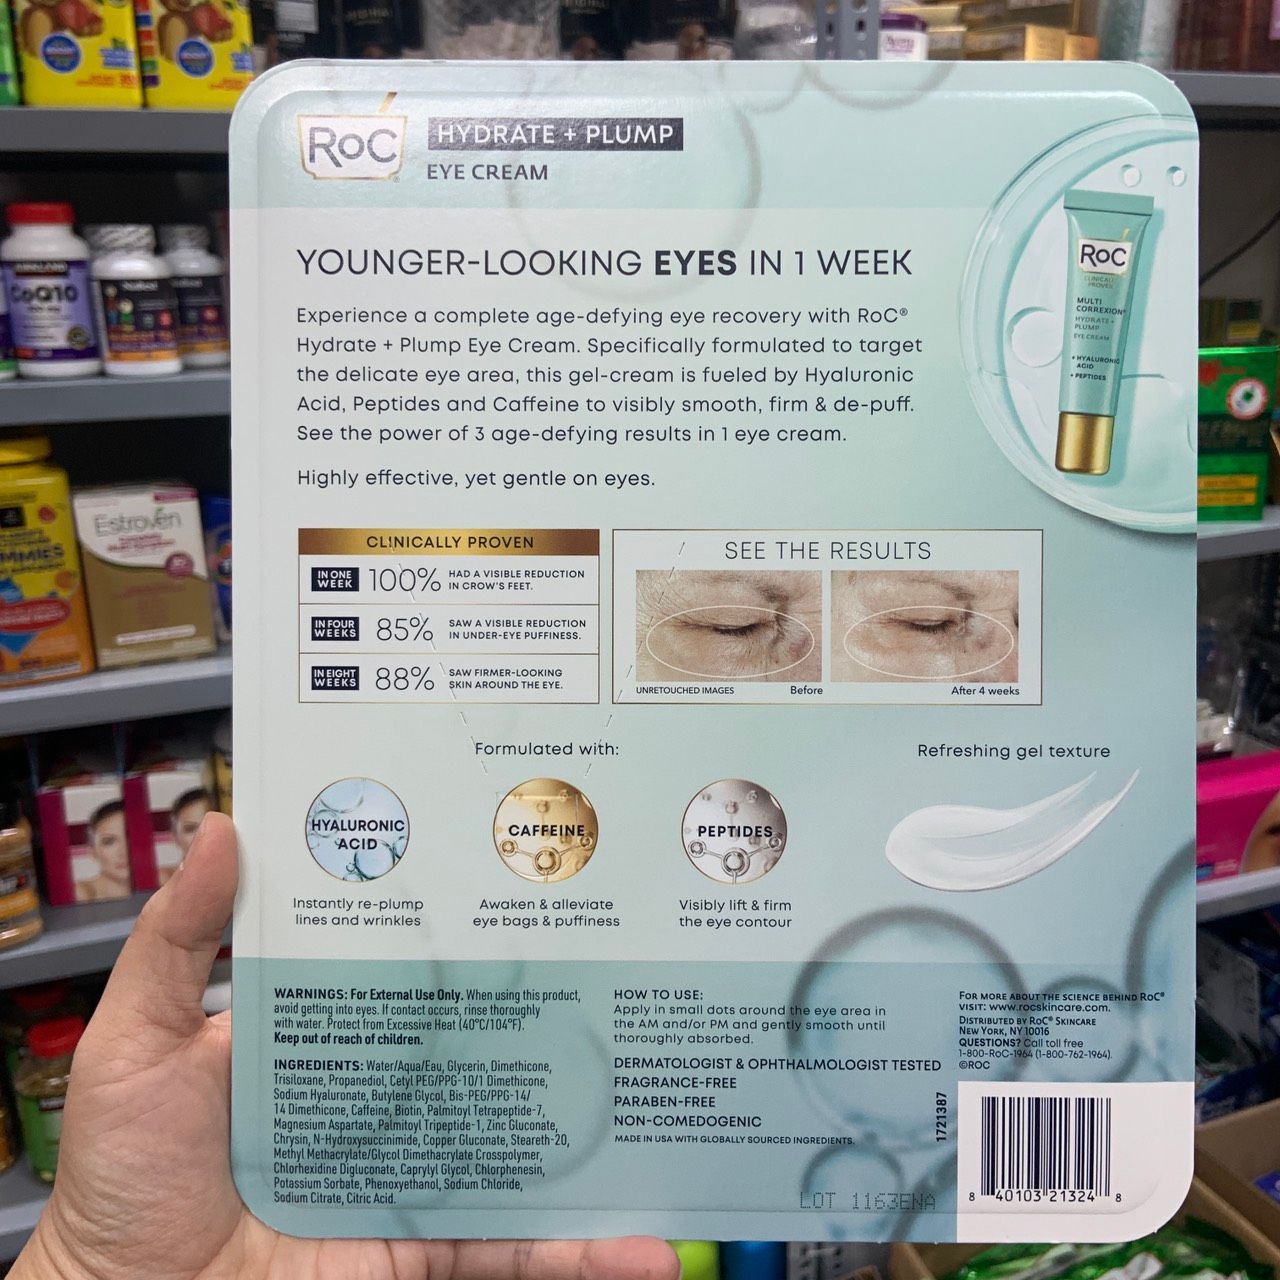 RoC®
HYDRATE + PLUMP
EYE CREAM
YOUNGER-LOOKING EYES IN 1 WEEK
Experience a complete age-defying eye recovery with RoC®
Hydrate + Plump Eye Cream. Specifically formulated to target
the delicate eye area, this gel-cream is fueled by Hyaluronic
Acid, Peptides and Caffeine to visibly smooth, firm & de-puff.
See the power of 3 age-defying results in 1 eye cream.
Highly effective, yet gentle on eyes.
RoC
CLINICALLY
PROVEN
MULTI
CORREXION®
HYDRATE +
PLUMP
EYE CREAM
+ HYALURONIC
ACID
+ PEPTIDES
CLINICALLY PROVEN
IN ONE
WEEK
100%
HAD A VISIBLE REDUCTION
IN CROW'S FEET.
IN FOUR
WEEKS
85%
SAW A VISIBLE REDUCTION
IN UNDER-EYE PUFFINESS.
IN EIGHT
WEEKS
88%
SAW FIRMER-LOOKING
SKIN AROUND THE EYE.
SEE THE RESULTS
UNRETOUCHED IMAGES
Before
After 4 weeks
Formulated with:
HYALURONIC
ACID
Instantly re-plump
lines and wrinkles
CAFFEINE
Awaken & alleviate
eye bags & puffiness
PEPTIDES
Visibly lift & firm
the eye contour
Refreshing gel texture
WARNINGS: For External Use Only. When using this product,
avoid getting into eyes. If contact occurs, rinse thoroughly
with water. Protect from Excessive Heat (40°C/104°F).
Keep out of reach of children.
INGREDIENTS: Water/Aqua/Eau, Glycerin, Dimethicone,
Trisiloxane, Propanediol, Cetyl PEG/PPG-10/1 Dimethicone,
Sodium Hyaluronate, Butylene Glycol, Bis-PEG/PPG-14/
14 Dimethicone, Caffeine, Biotin, Palmitoyl Tetrapeptide-7,
Magnesium Aspartate, Palmitoyl Tripeptide-1, Zinc Gluconate,
Chrysin, N-Hydroxysuccinimide, Copper Gluconate, Steareth-20,
Methyl Methacrylate/Glycol Dimethacrylate Crosspolymer,
Chlorhexidine Digluconate, Caprylyl Glycol, Chlorphenesin,
Potassium Sorbate, Phenoxyethanol, Sodium Chloride,
Sodium Citrate, Citric Acid.
HOW TO USE:
Apply in small dots around the eye area in
the AM and/or PM and gently smooth until
thoroughly absorbed.
DERMATOLOGIST & OPHTHALMOLOGIST TESTED
FRAGRANCE-FREE
PARABEN-FREE
NON-COMEDOGENIC
MADE IN USA WITH GLOBALLY SOURCED INGREDIENTS.
1721387
LOT 1163ENA
FOR MORE ABOUT THE SCIENCE BEHIND RoC®
VISIT: www.rocskincare.com.
DISTRIBUTED BY RoC® SKINCARE
NEW YORK, NY 10016
QUESTIONS? Call toll free
1-800-RoC-1964 (1-800-762-1964).
©ROC
8 40103 21324 8
CoQ10
Estroven